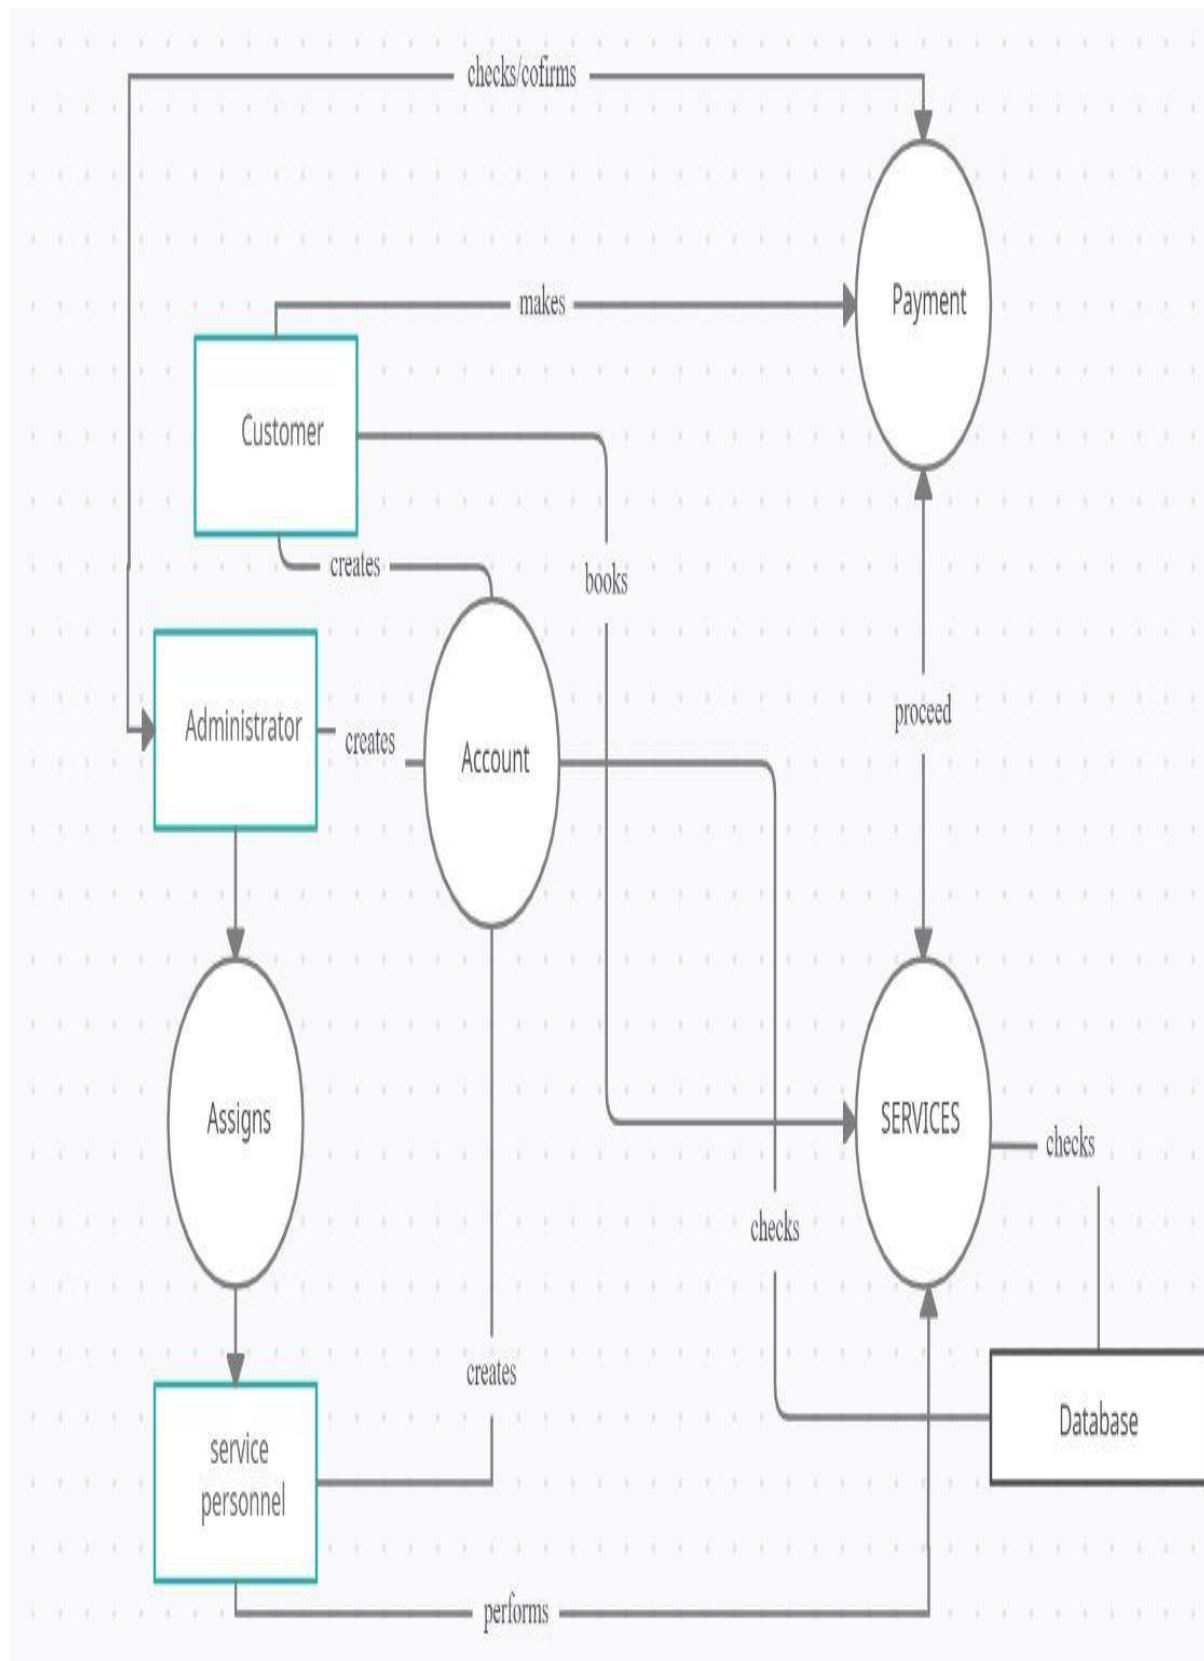 checks/cofirms
Payment
makes
Customer
creates
books
Administrator
creates
Account
proceed
Assigns
SERVICES
checks
checks
creates
Database
service
personnel
performs